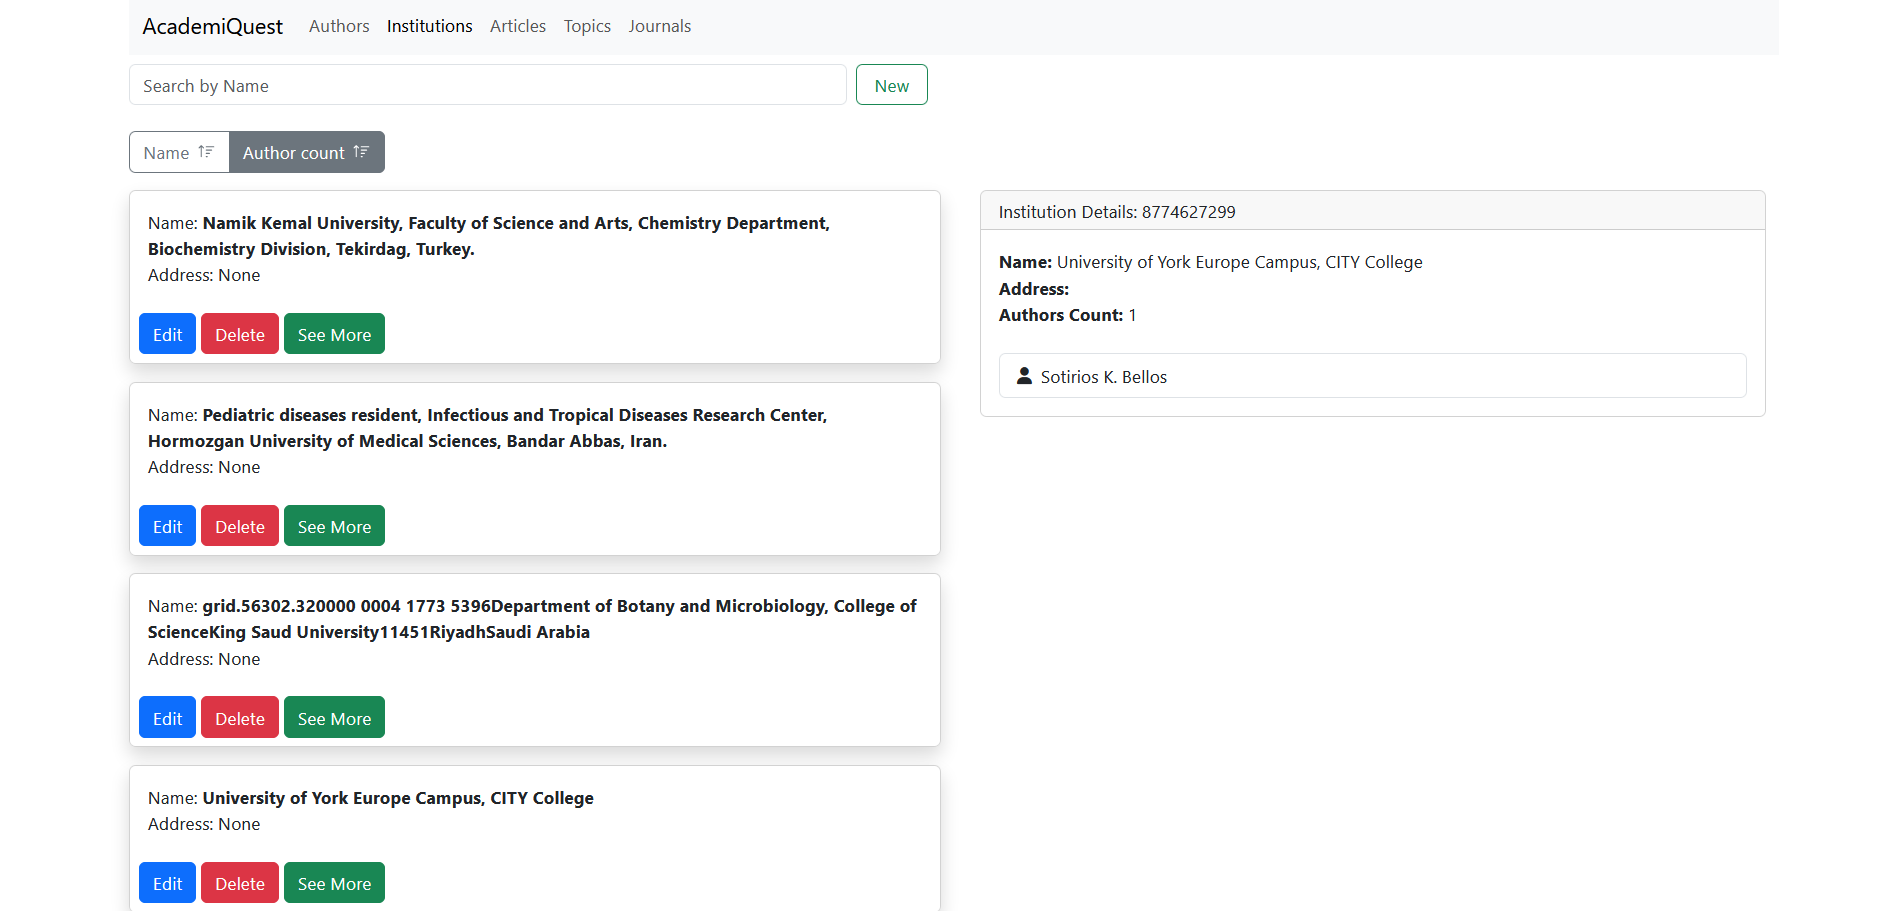 AcademiQuest Authors Institutions Articles Topics Journals
Search by Name
New
Name
Author count
Name: Namik Kemal University, Faculty of Science and Arts, Chemistry Department,
Biochemistry Division, Tekirdag, Turkey.
Address: None
Edit Delete See More
Name: Pediatric diseases resident, Infectious and Tropical Diseases Research Center,
Hormozgan University of Medical Sciences, Bandar Abbas, Iran.
Address: None
Edit Delete See More
Name: grid.56302.320000 0004 1773 5396Department of Botany and Microbiology, College of
ScienceKing Saud University11451RiyadhSaudi Arabia
Address: None
Edit Delete See More
Name: University of York Europe Campus, CITY College
Address: None
Edit Delete See More
Institution Details: 8774627299
Name: University of York Europe Campus, CITY College
Address:
Authors Count: 1
Sotirios K. Bellos